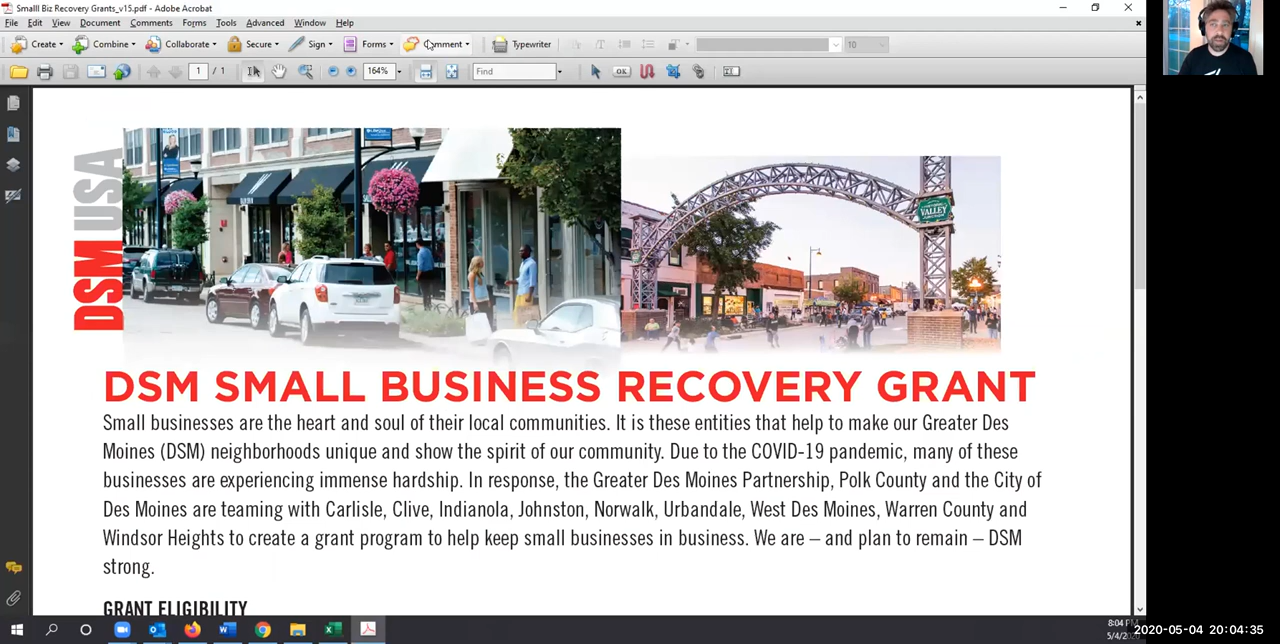 Smalll Biz Recovery Grants_v15.pdf - Adobe Acrobat
File Edit View Document Comments Forms Tools Advanced Window Help
Create Combine Collaborate Secure Sign Forms Comment Typewriter 10
1 / 1 164% Find OK
DSM USA
VALLEY
DSM SMALL BUSINESS RECOVERY GRANT
Small businesses are the heart and soul of their local communities. It is these entities that help to make our Greater Des
Moines (DSM) neighborhoods unique and show the spirit of our community. Due to the COVID-19 pandemic, many of these
businesses are experiencing immense hardship. In response, the Greater Des Moines Partnership, Polk County and the City of
Des Moines are teaming with Carlisle, Clive, Indianola, Johnston, Norwalk, Urbandale, West Des Moines, Warren County and
Windsor Heights to create a grant program to help keep small businesses in business. We are – and plan to remain – DSM
strong.
GRANT ELIGIBILITY
8:04 PM
2020-05-04 20:04:35